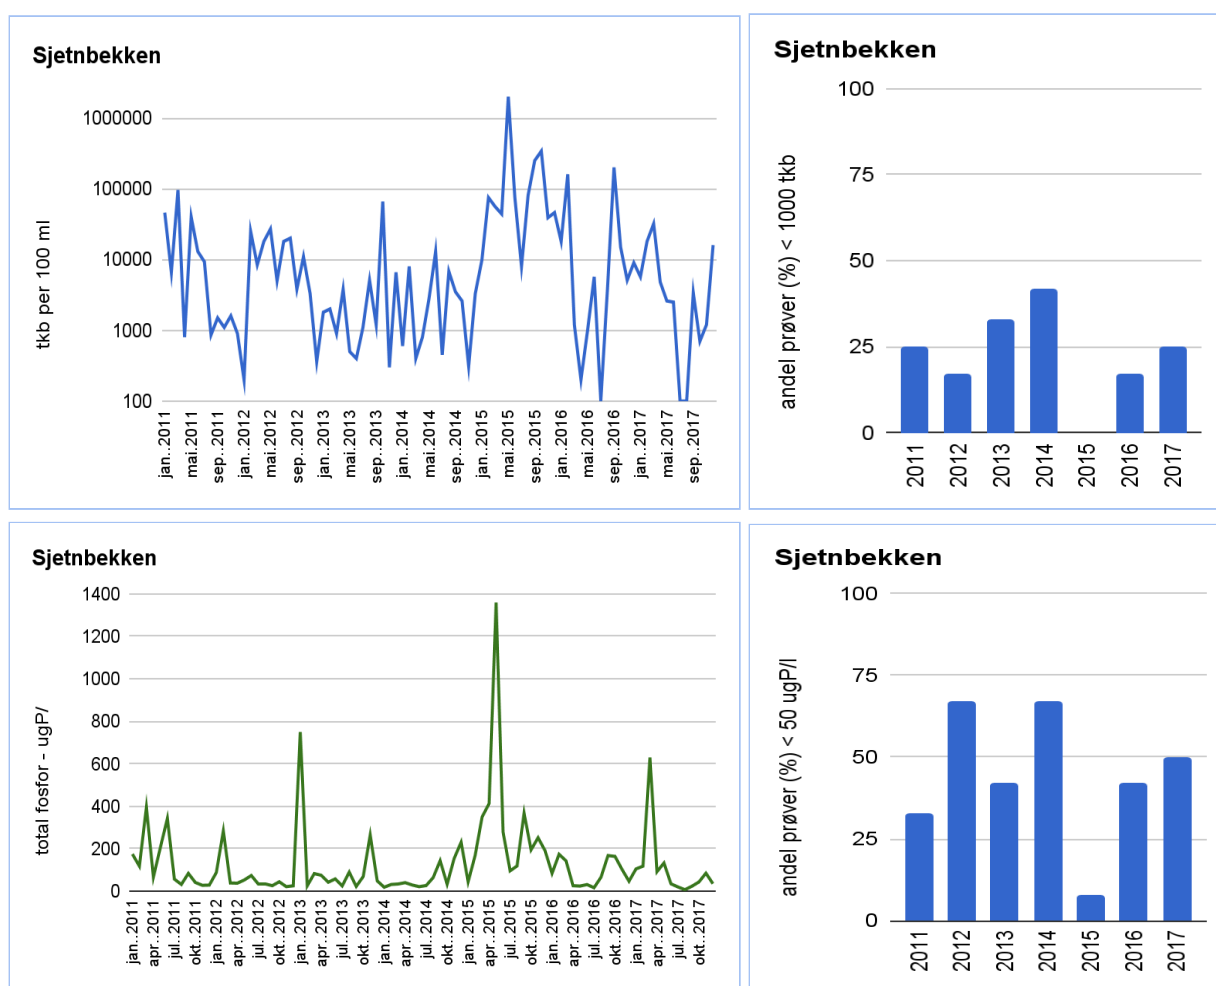 Sjetnbekken
tkb per 100 ml
1000000
100000
10000
1000
100
jan..2011
mai.2011
sep..2011
jan..2012
mai.2012
sep..2012
jan..2013
mai.2013
sep..2013
jan..2014
mai.2014
sep..2014
jan..2015
mai.2015
sep..2015
jan..2016
mai.2016
sep..2016
jan..2017
mai.2017
sep..2017
Sjetnbekken
andel prøver (%) < 1000 tkb
100
75
50
25
0
2011
2012
2013
2014
2015
2016
2017
Sjetnbekken
total fosfor - ugP/
1400
1200
1000
800
600
400
200
0
jan..2011
apr..2011
jul..2011
okt..2011
jan..2012
apr..2012
jul..2012
okt..2012
jan..2013
apr..2013
jul..2013
okt..2013
jan..2014
apr..2014
jul..2014
okt..2014
jan..2015
apr..2015
jul..2015
okt..2015
jan..2016
apr..2016
jul..2016
okt..2016
jan..2017
apr..2017
jul..2017
okt..2017
Sjetnbekken
andel prøver (%) < 50 ugP/l
100
75
50
25
0
2011
2012
2013
2014
2015
2016
2017